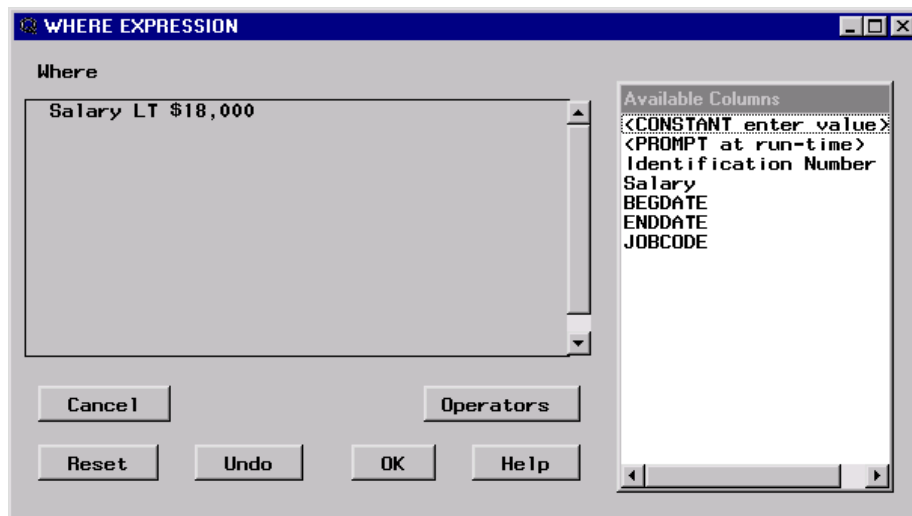 WHERE EXPRESSION
Where
Salary LT $18,000
Available Columns
<CONSTANT enter value>
<PROMPT at run-time>
Identification Number
Salary
BEGDATE
ENDDATE
JOBCODE
Cancel
Operators
Reset
Undo
OK
Help